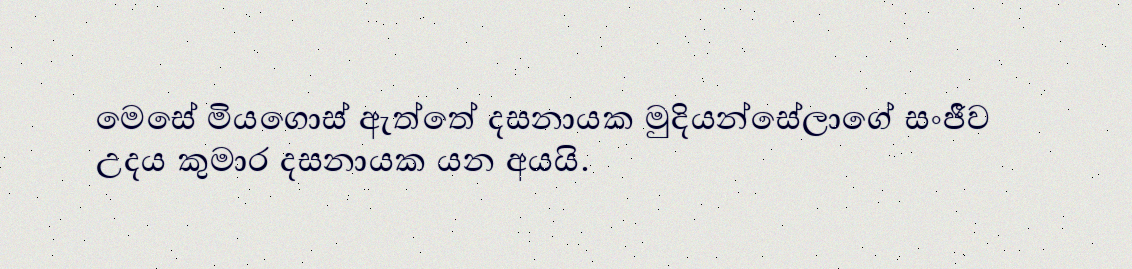 මෙසේ මියගොස් ඇත්තේ දසනායක මුදියන්සේලාගේ සංජීව
උදය කුමාර දසනායක යන අයයි.